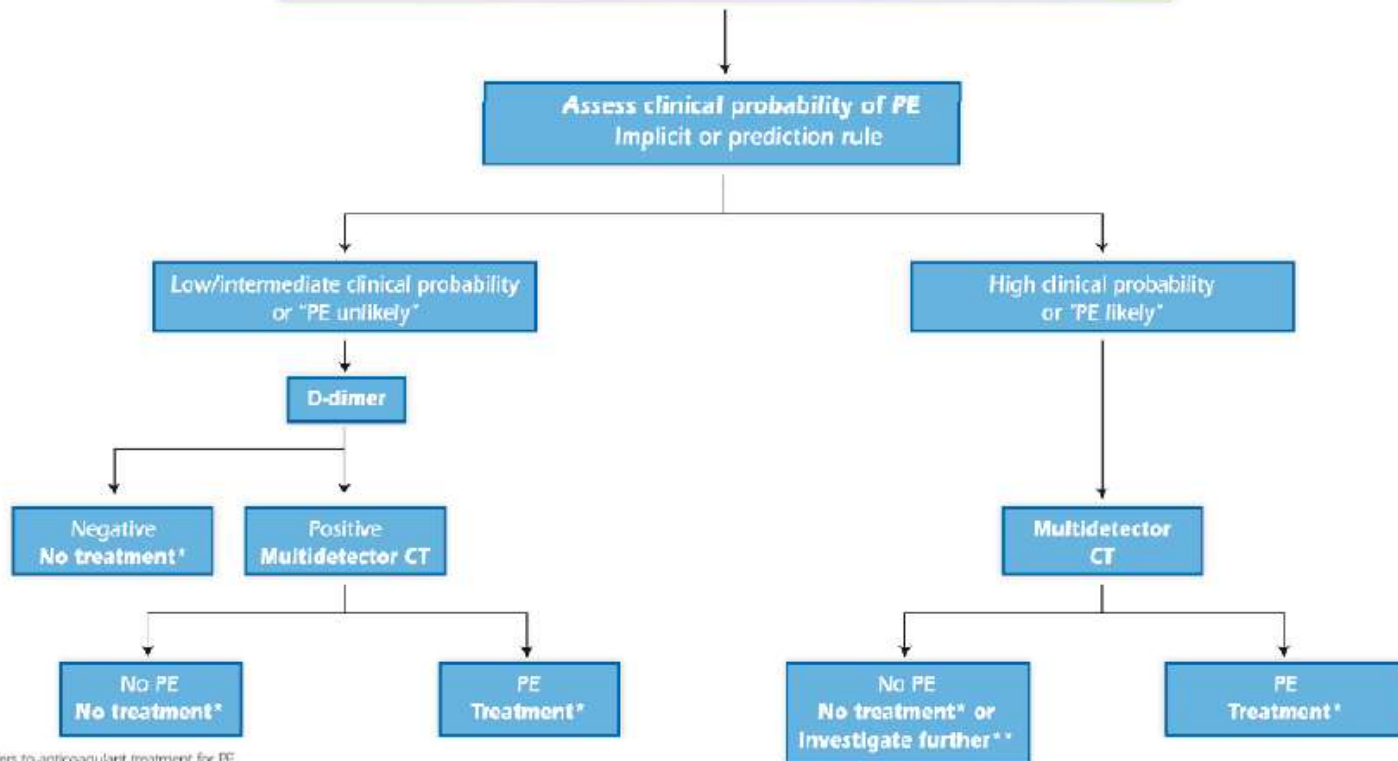 Assess clinical probability of PE
Implicit or prediction rule
Low/intermediate clinical probability
or "PE unlikely"
High clinical probability
or "PE likely"
D-dimer
Negative
No treatment*
Positive
Multidetector CT
Multidetector
CT
No PE
No treatment*
PE
Treatment*
No PE
No treatment* or
investigate further**
PE
Treatment*
to anticoagulant treatment for PE